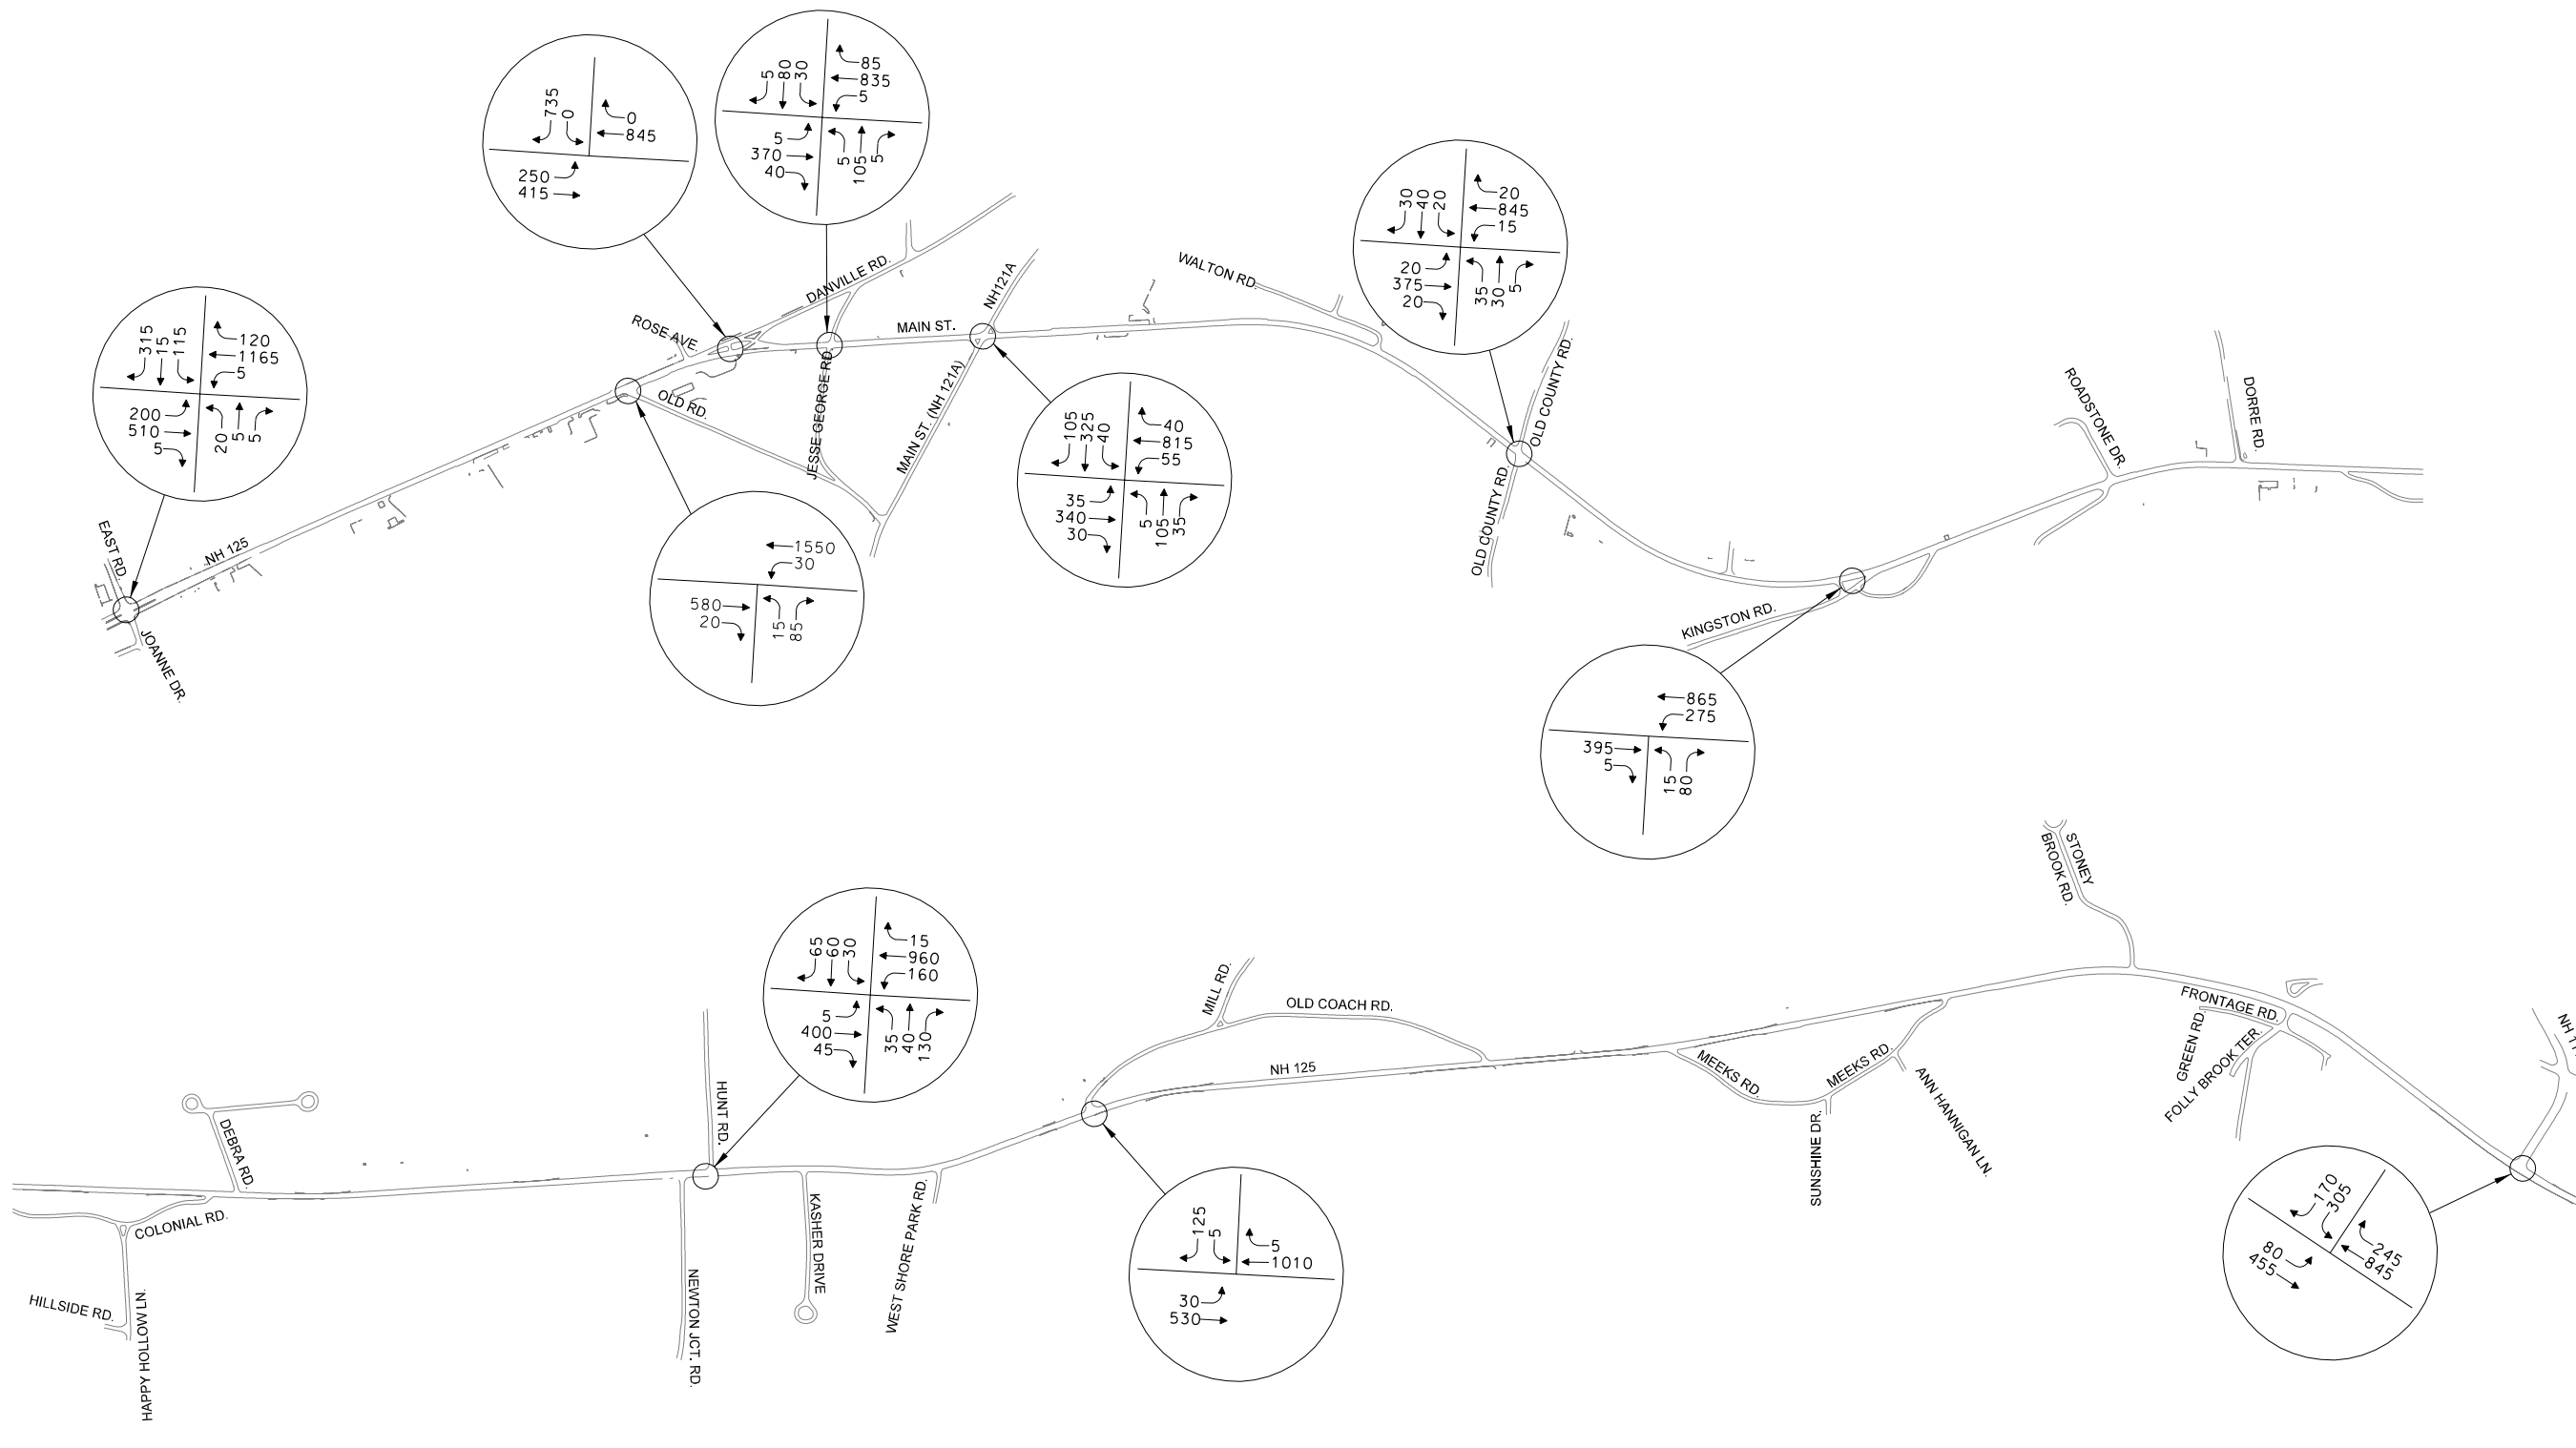 735
0
0
845
250
415
5
80
30
85
835
5
5
370
40
5
105
5
315
15
115
120
1165
5
200
510
5
20
5
5
30
40
20
20
845
15
20
375
20
35
30
5
DANVILLE RD.
ROSE AVE.
MAIN ST.
NH121A
WALTON RD.
OLD RD.
JESSE GEORGE RD.
MAIN ST. (NH 121A)
OLD COUNTY RD.
OLD COUNTY RD.
ROADSTONE DR.
DORRE RD.
105
325
40
40
815
55
35
340
30
5
105
35
1550
30
580
20
15
85
EAST RD.
NH 125
JOANNE DR.
KINGSTON RD.
865
275
395
5
15
80
STONEY
BROOK RD.
65
60
30
15
960
160
5
400
45
35
40
130
MILL RD.
OLD COACH RD.
NH 125
HUNT RD.
DEBRA RD.
COLONIAL RD.
HILLSIDE RD.
HAPPY HOLLOW LN.
NEWTON JCT. RD.
KASHER DRIVE
WEST SHORE PARK RD.
MEEKS RD.
MEEKS RD.
SUNSHINE DR.
ANN HANNIGAN LN.
FRONTAGE RD.
GREEN RD.
FOLLY BROOK TER.
125
5
5
1010
30
530
170
305
245
845
80
455